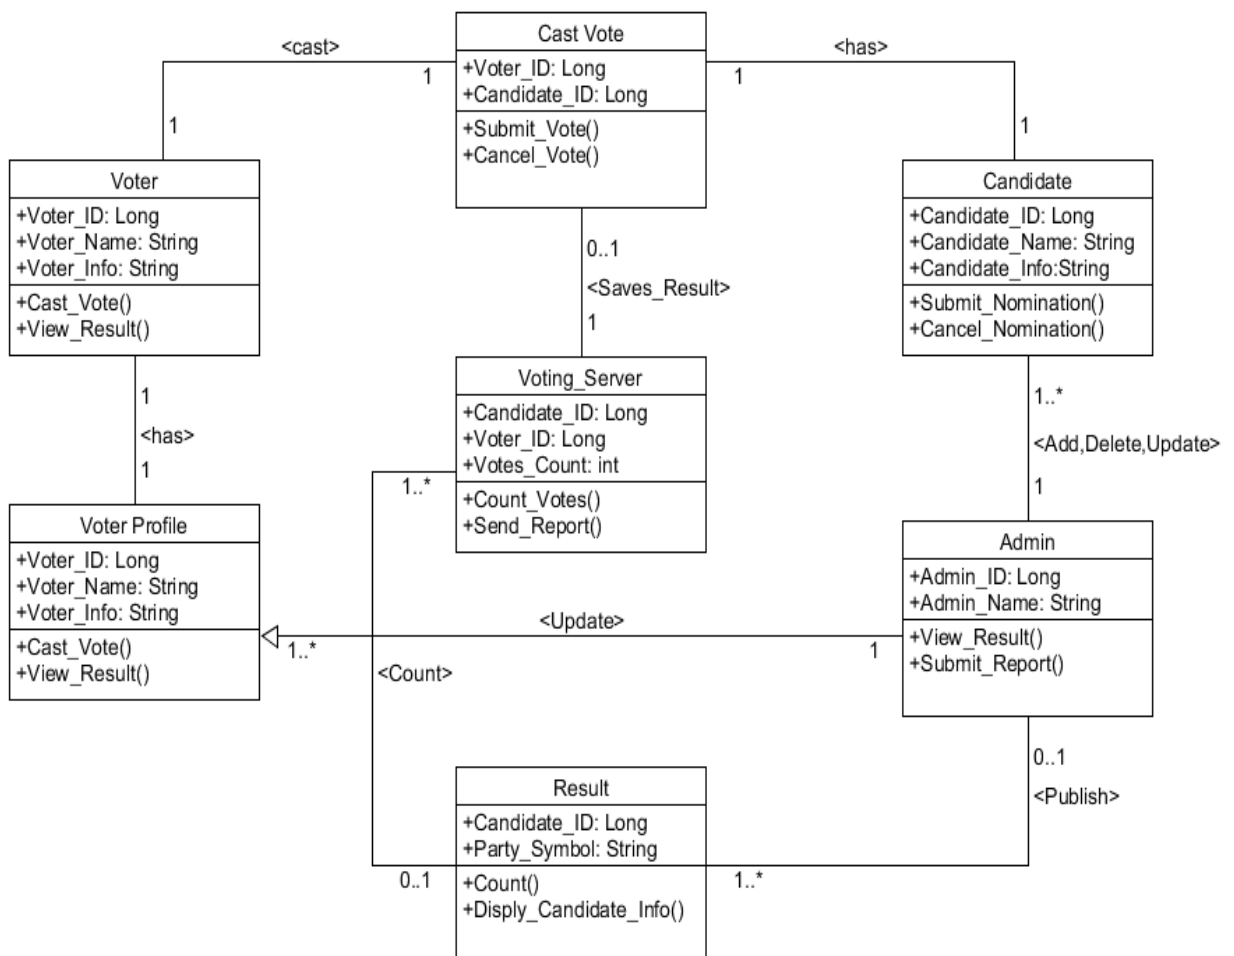 Cast Vote
+Voter_ID: Long
+Candidate_ID: Long
+Submit_Vote()
+Cancel_Vote()
<cast>
1
1
<has>
1
1
Voter
+Voter_ID: Long
+Voter_Name: String
+Voter_Info: String
+Cast_Vote()
+View_Result()
Candidate
+Candidate_ID: Long
+Candidate_Name: String
+Candidate_Info:String
+Submit_Nomination()
+Cancel_Nomination()
0..1
<Saves_Result>
1
Voting_Server
+Candidate_ID: Long
+Voter_ID: Long
+Votes_Count: int
+Count_Votes()
+Send_Report()
1
<has>
1
1..*
<Add,Delete,Update>
1
1..*
Voter Profile
+Voter_ID: Long
+Voter_Name: String
+Voter_Info: String
+Cast_Vote()
+View_Result()
Admin
+Admin_ID: Long
+Admin_Name: String
+View_Result()
+Submit_Report()
<Update>
1..*
1
<Count>
0..1
<Publish>
Result
+Candidate_ID: Long
+Party_Symbol: String
+Count()
+Disply_Candidate_Info()
0..1
1..*